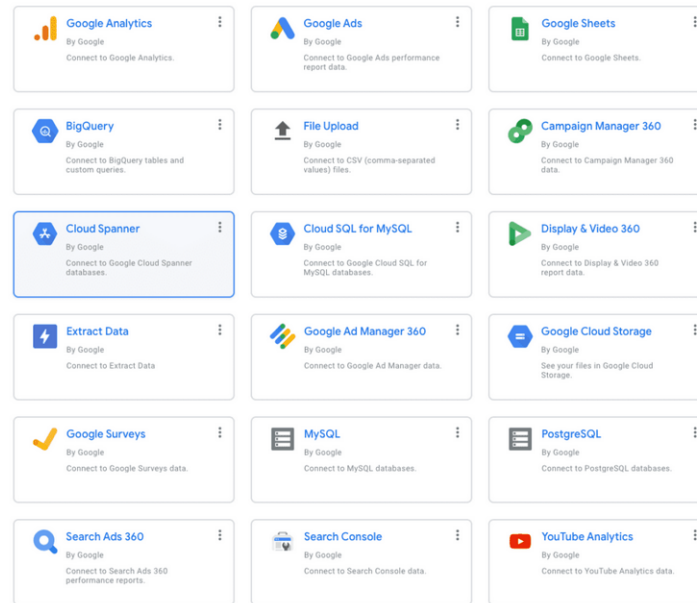 Google Analytics
By Google
Connect to Google Analytics.
Google Ads
By Google
Connect to Google Ads performance
report data.
Google Sheets
By Google
Connect to Google Sheets.
BigQuery
By Google
Connect to BigQuery tables and
custom queries.
File Upload
By Google
Connect to CSV (comma-separated
values) files.
Campaign Manager 360
By Google
Connect to Campaign Manager 360
data.
Cloud Spanner
By Google
Connect to Google Cloud Spanner
databases.
Cloud SQL for MySQL
By Google
Connect to Google Cloud SQL for
MySQL databases.
Display & Video 360
By Google
Connect to Display & Video 360
report data.
Extract Data
By Google
Connect to Extract Data
Google Ad Manager 360
By Google
Connect to Google Ad Manager data.
Google Cloud Storage
By Google
See your files in Google Cloud
Storage.
Google Surveys
By Google
Connect to Google Surveys data.
MySQL
By Google
Connect to MySQL databases.
PostgreSQL
By Google
Connect to PostgreSQL databases.
Search Ads 360
By Google
Connect to Search Ads 360
performance reports.
Search Console
By Google
Connect to Search Console data.
YouTube Analytics
By Google
Connect to YouTube Analytics data.